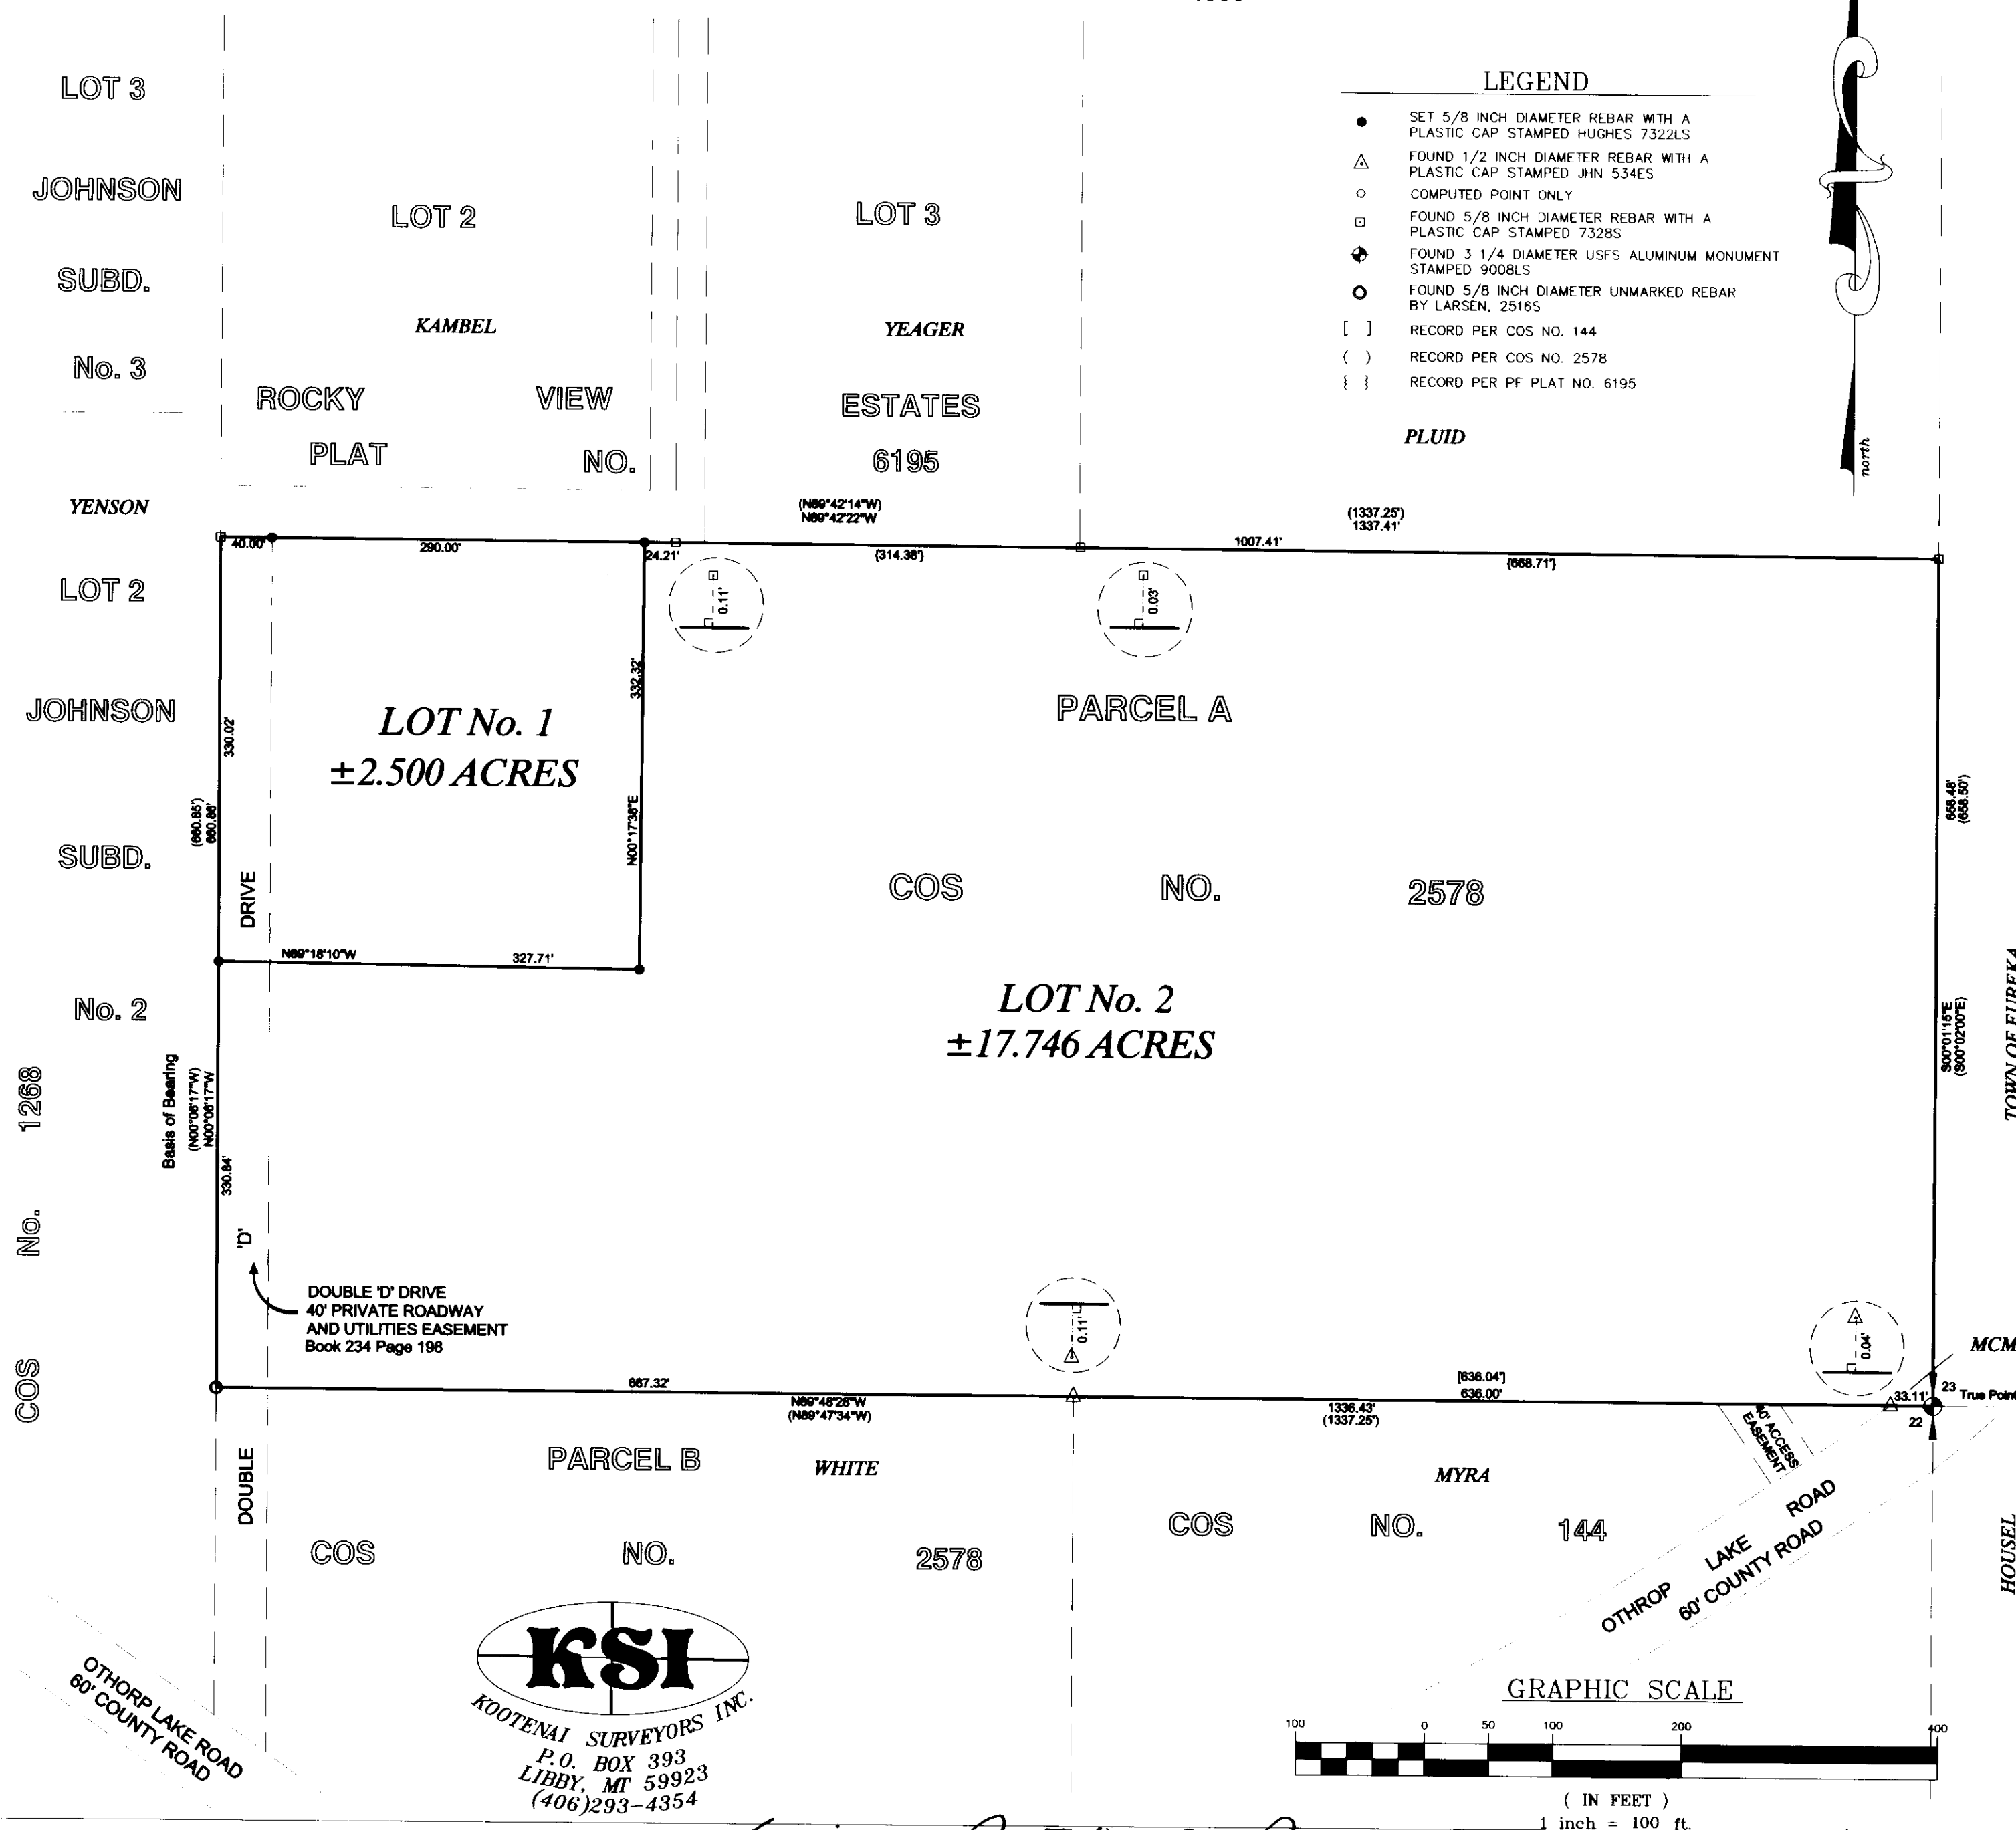 LEGEND
SET 5/8 INCH DIAMETER REBAR WITH A
PLASTIC CAP STAMPED HUGHES 7322LS
FOUND 1/2 INCH DIAMETER REBAR WITH A
PLASTIC CAP STAMPED JHN 534ES
COMPUTED POINT ONLY
FOUND 5/8 INCH DIAMETER REBAR WITH A
PLASTIC CAP STAMPED 7328S
FOUND 3 1/4 DIAMETER USFS ALUMINUM MONUMENT
STAMPED 9008LS
FOUND 5/8 INCH DIAMETER UNMARKED REBAR
BY LARSEN, 2516S
[ ] RECORD PER COS NO. 144
( ) RECORD PER COS NO. 2578
{ } RECORD PER PF PLAT NO. 6195
north
LOT 3
JOHNSON
SUBD.
No. 3
LOT 2
KAMBEL
LOT 3
YEAGER
ROCKY VIEW ESTATES
PLAT NO. 6195
PLUID
YENSON
(N89°42'14"W)
N89°42'22"W
(1337.25')
1337.41'
40.00'
290.00'
24.21'
{314.38'}
1007.41'
{668.71'}
0.11'
0.03'
LOT 2
JOHNSON
SUBD.
No. 2
COS No. 1268
330.02'
(660.85')
660.86'
DRIVE
LOT No. 1
±2.500 ACRES
332.32'
N00°17'38"E
N89°18'10"W
327.71'
PARCEL A
COS NO. 2578
658.48'
(658.50')
LOT No. 2
±17.746 ACRES
S00°01'15"E
(S00°02'00"E)
TOWN OF EUREKA
Basis of Bearing
(N00°06'17"W)
N00°06'17"W
330.84'
'D'
DOUBLE 'D' DRIVE
40' PRIVATE ROADWAY
AND UTILITIES EASEMENT
Book 234 Page 198
0.11'
0.04'
MCM
667.32'
N89°48'28"W
(N89°47'34"W)
[636.04']
636.00'
1336.43'
(1337.25')
33.11'
23
True Point
22
40' ACCESS
EASEMENT
DOUBLE
PARCEL B
WHITE
MYRA
COS NO. 2578
COS NO. 144
OTHROP LAKE ROAD
60' COUNTY ROAD
HOUSEL
OTHORP LAKE ROAD
60' COUNTY ROAD
KSI
KOOTENAI SURVEYORS INC.
P.O. BOX 393
LIBBY, MT 59923
(406)293-4354
GRAPHIC SCALE
100 0 50 100 200 400
( IN FEET )
1 inch = 100 ft.